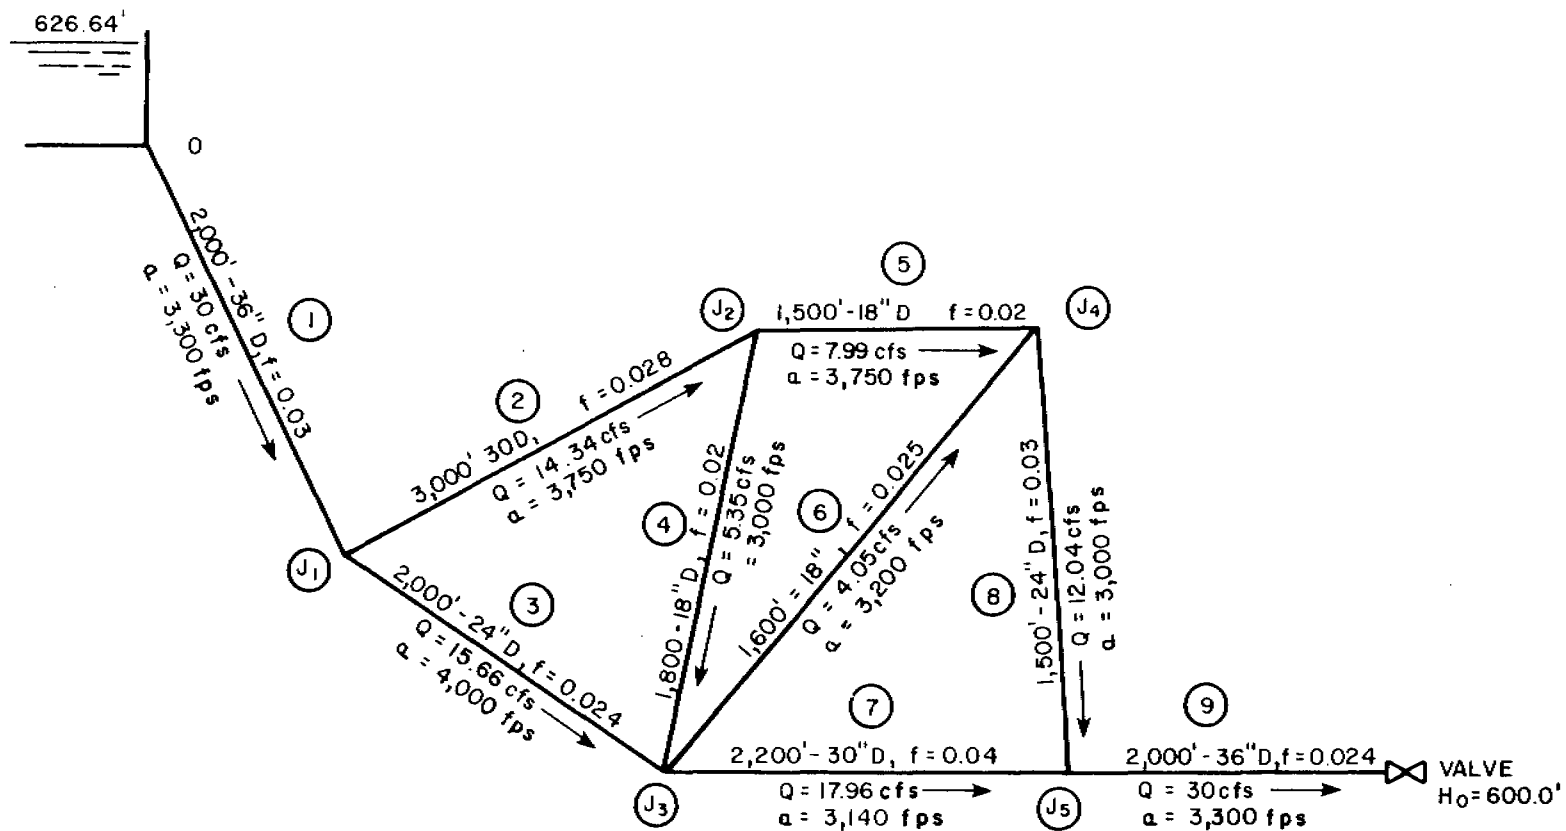 626.64'
O
2,000' - 36" D, f = 0.03
Q = 30 cfs
a = 3,300 fps
1
2
3,000' 30D, f = 0.028
Q = 14.34 cfs
a = 3,750 fps
J1
3
2,000' - 24" D, f = 0.024
Q = 15.66 cfs
a = 4,000 fps
J2
5
1,500' - 18" D f = 0.02
Q = 7.99 cfs
a = 3,750 fps
J4
4
1,800 - 18" D, f = 0.02
Q = 5.35 cfs
= 3,000 fps
6
1,600' = 18", f = 0.025
Q = 4.05 cfs
a = 3,200 fps
8
1,500' - 24" D, f = 0.03
Q = 12.04 cfs
a = 3,000 fps
J3
7
2,200' - 30" D, f = 0.04
Q = 17.96 cfs
a = 3,140 fps
J5
9
2,000' - 36" D, f = 0.024
Q = 30 cfs
a = 3,300 fps
VALVE
Ho = 600.0'